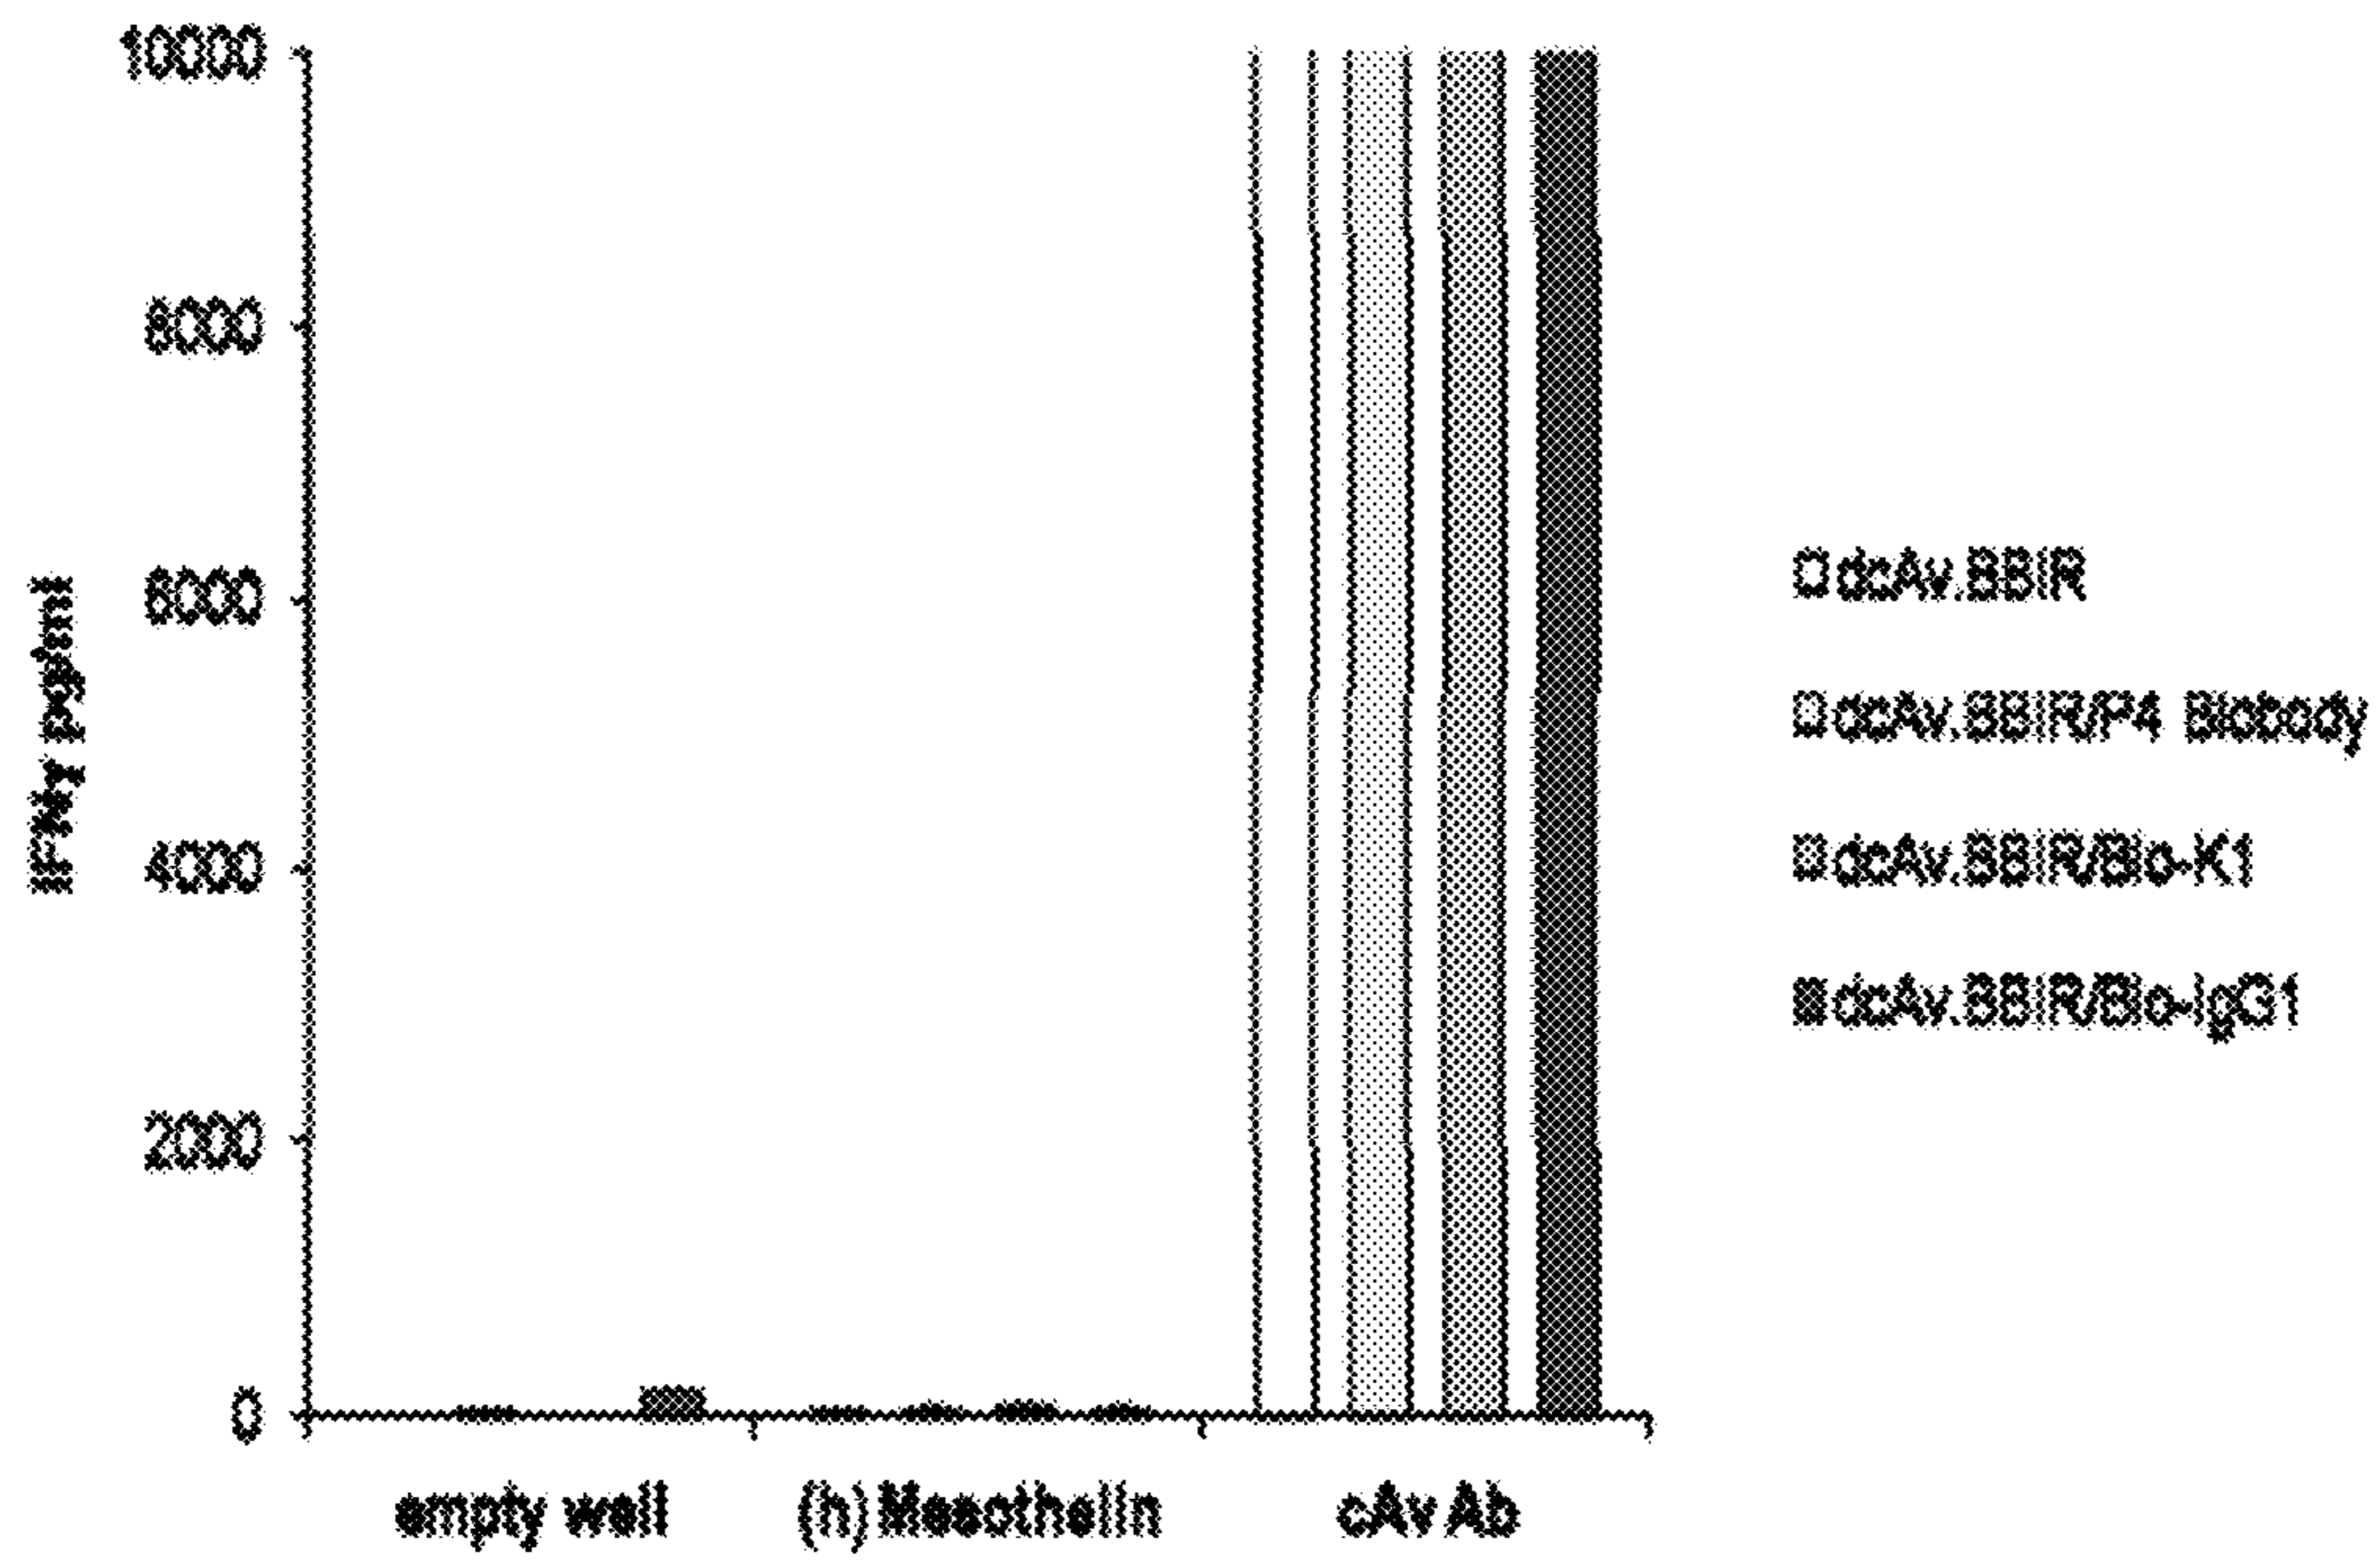 10000
8000
6000
4000
2000
0
IFN-γ pg/ml
empty well
(h)Mesothelin
cAv Ab
dcAv.BBIR
dcAv.BBIR/P4 Biobody
dcAv.BBIR/Bio-K1
dcAv.BBIR/Bio-IgG1